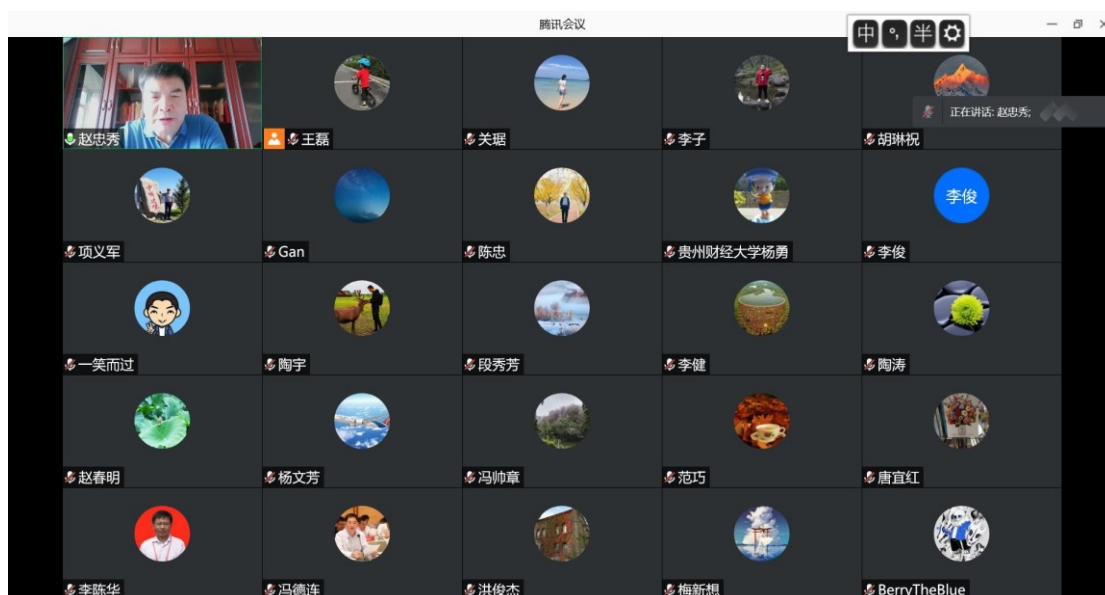 腾讯会议
中 °, 半
正在讲话: 赵忠秀;
赵忠秀
王磊
关琚
李子
胡琳祝
项义军
Gan
陈忠
贵州财经大学杨勇
李俊
李俊
一笑而过
陶宇
段秀芳
李健
陶涛
赵春明
杨文芳
冯帅章
范巧
唐宜红
李陈华
冯德连
洪俊杰
梅新想
BerryTheBlue